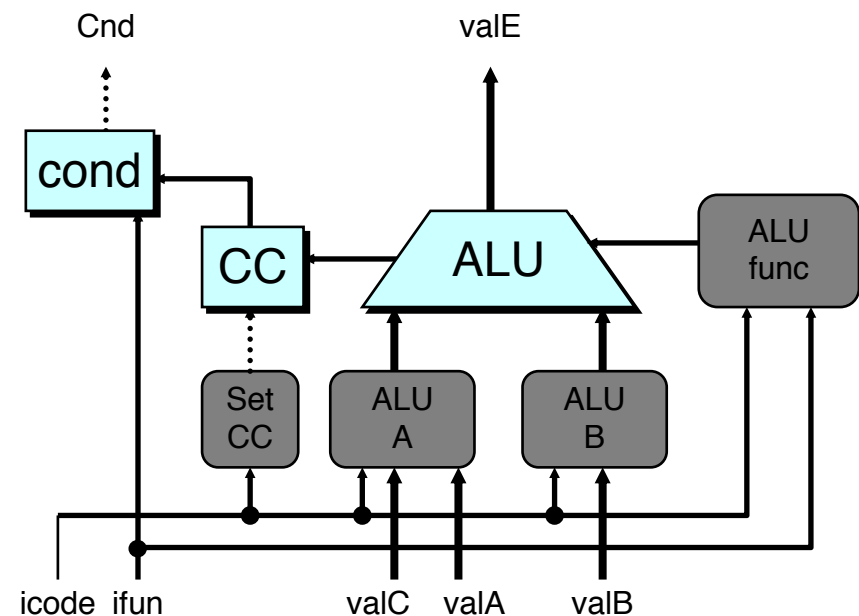 Cnd
valE
cond
CC
ALU
ALU
func
Set
CC
ALU
A
ALU
B
icode
ifun
valC
valA
valB